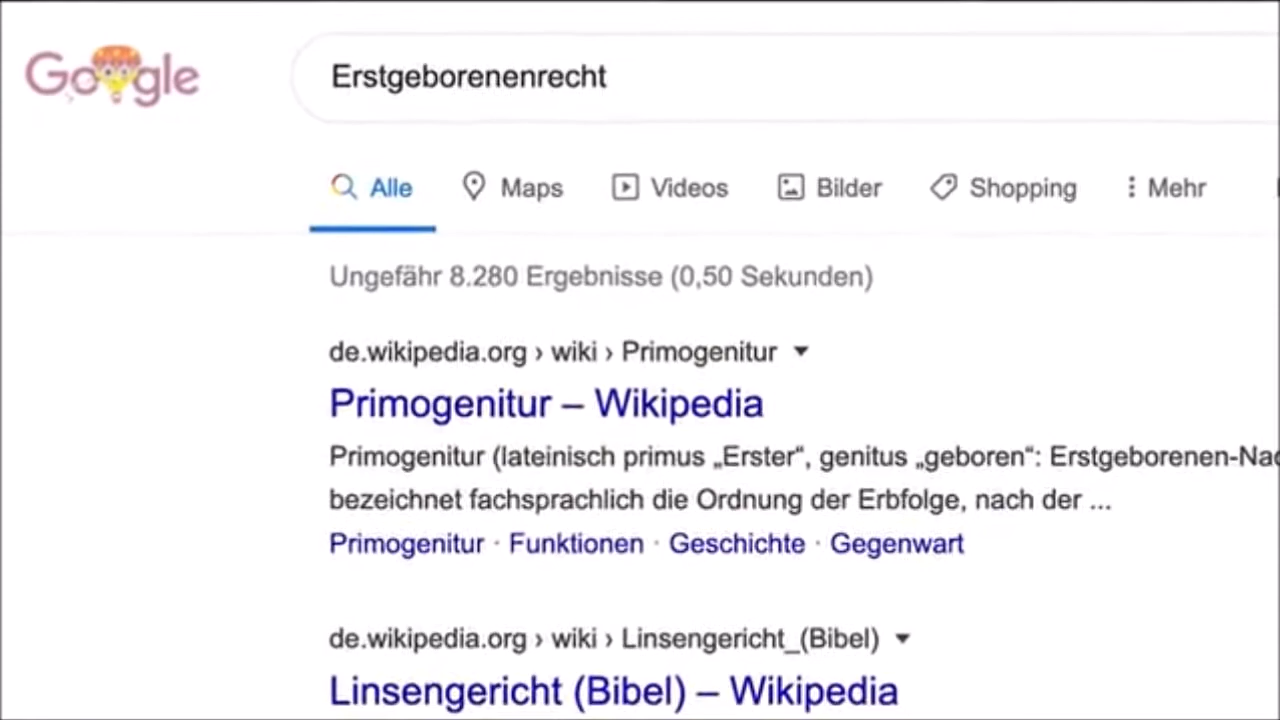 Google
Erstgeborenenrecht
Alle Maps Videos Bilder Shopping Mehr
Ungefähr 8.280 Ergebnisse (0,50 Sekunden)
de.wikipedia.org › wiki › Primogenitur
Primogenitur – Wikipedia
Primogenitur (lateinisch primus „Erster“, genitus „geboren“: Erstgeborenen-Nac
bezeichnet fachsprachlich die Ordnung der Erbfolge, nach der ...
Primogenitur · Funktionen · Geschichte · Gegenwart
de.wikipedia.org › wiki › Linsengericht_(Bibel)
Linsengericht (Bibel) – Wikipedia